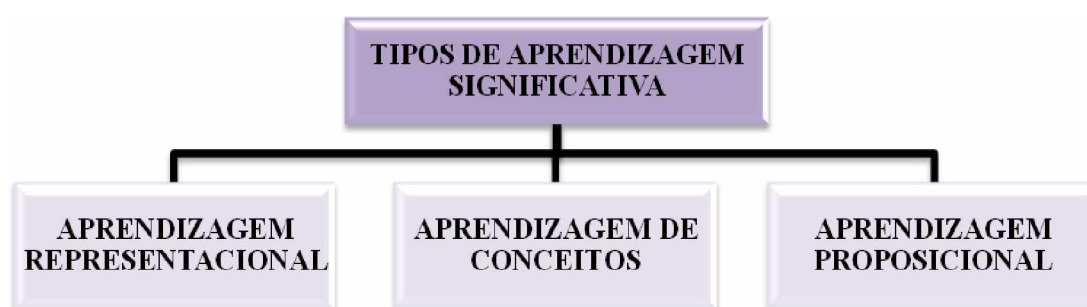 TIPOS DE APRENDIZAGEM
SIGNIFICATIVA
APRENDIZAGEM
REPRESENTACIONAL
APRENDIZAGEM DE
CONCEITOS
APRENDIZAGEM
PROPOSICIONAL